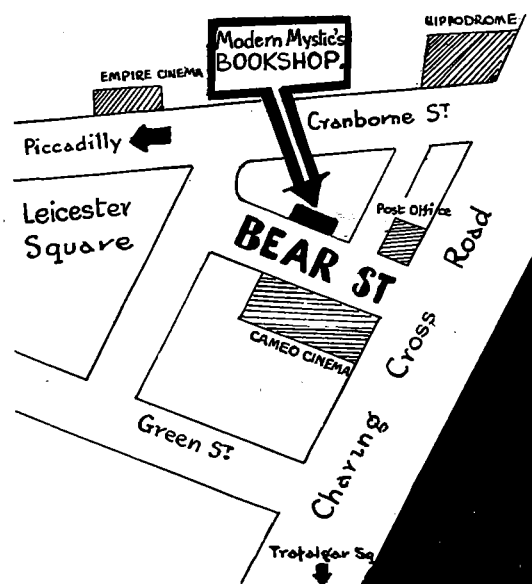 HIPPODROME
Modern Mystic's
BOOKSHOP.
EMPIRE CINEMA
Cranborne ST.
Piccadilly
Leicester
Square
Post Office
BEAR ST
Road
Cross
Charing
CAMEO CINEMA
Green St.
Trafalgar Sq